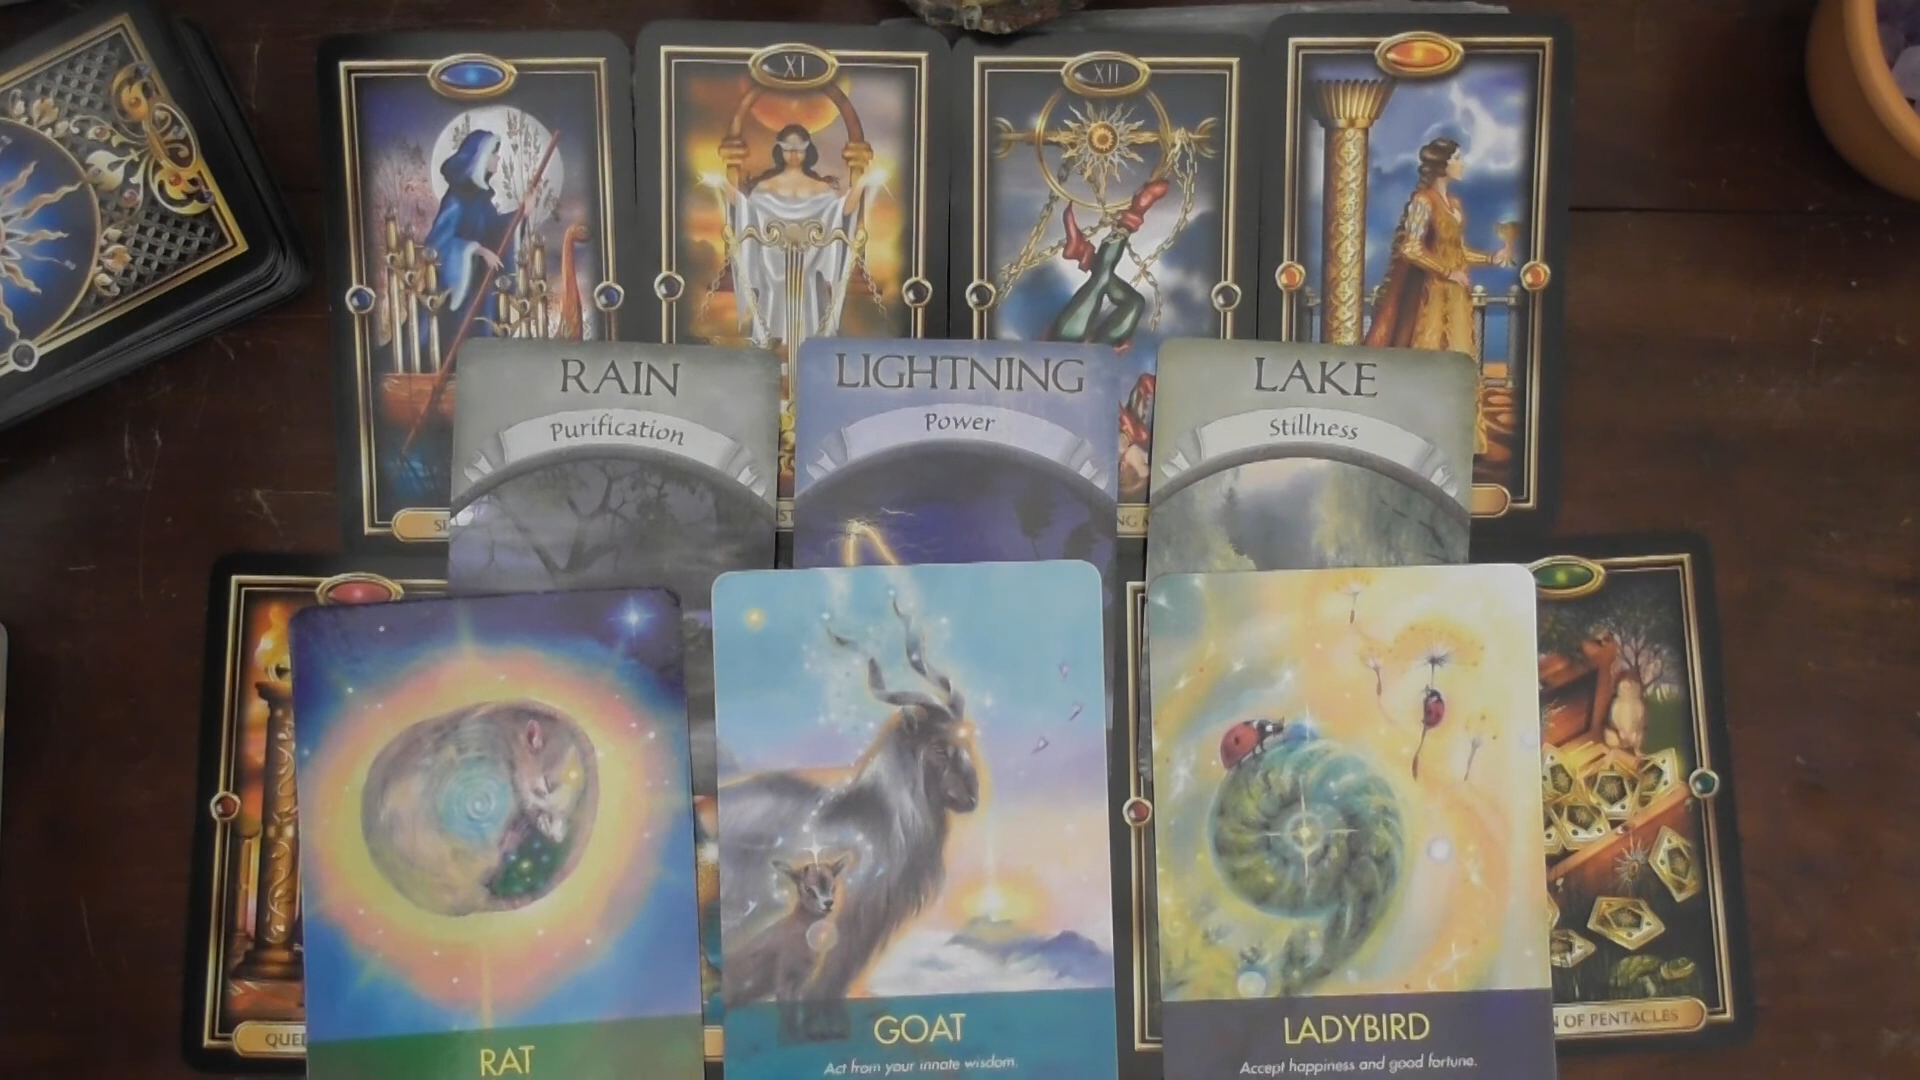 XI
XII
RAIN
Purification
LIGHTNING
Power
LAKE
Stillness
OF PENTACLES
RAT
GOAT
Act from your innate wisdom.
LADYBIRD
Accept happiness and good fortune.